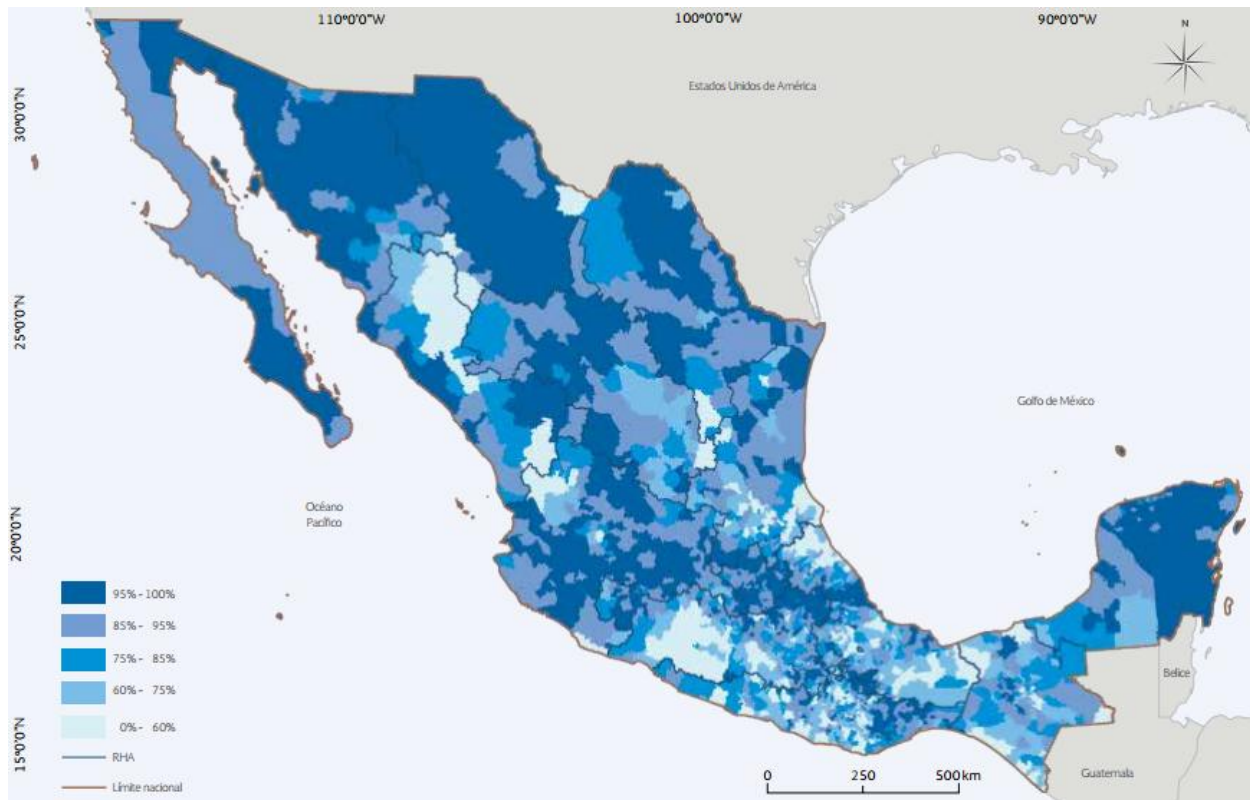 110°0'0"W
100°0'0"W
90°0'0"W
N
Estados Unidos de América
30°0'0"N
25°0'0"N
Golfo de México
Océano
Pacífico
20°0'0"N
95% - 100%
85% - 95%
75% - 85%
60% - 75%
0% - 60%
RHA
Límite nacional
Belice
15°0'0"N
0 250 500 km
Guatemala